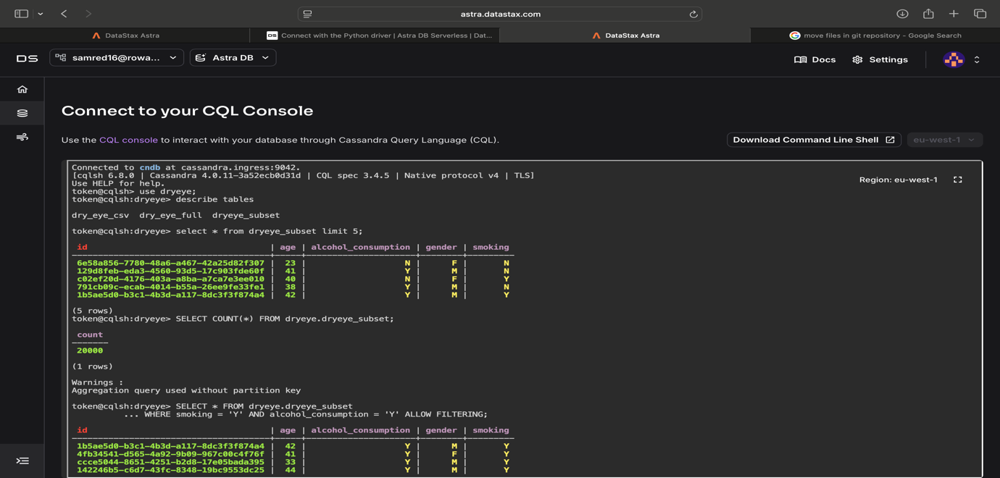 astra.datastax.com
DataStax Astra
DS Connect with the Python driver | Astra DB Serverless | Dat...
DataStax Astra
G move files in git repository - Google Search
DS
samred16@rowa...
Astra DB
Docs
Settings
Connect to your CQL Console
Use the CQL console to interact with your database through Cassandra Query Language (CQL).
Download Command Line Shell
eu-west-1
Region: eu-west-1
Connected to cndb at cassandra.ingress:9042.
[cqlsh 6.8.0 | Cassandra 4.0.11-3a52ecb0d31d | CQL spec 3.4.5 | Native protocol v4 | TLS]
Use HELP for help.
token@cqlsh> use dryeye;
token@cqlsh:dryeye> describe tables
dry_eye_csv  dry_eye_full  dryeye_subset
token@cqlsh:dryeye> select * from dryeye_subset limit 5;
id | age | alcohol_consumption | gender | smoking
6e58a856-7780-48a6-a467-42a25d82f307 | 23 | N | F | N
129d8feb-eda3-4560-93d5-17c903fde60f | 41 | Y | M | N
c02ef20d-4176-403a-a8ba-a7ca7e3ee010 | 40 | N | F | Y
791cb09c-ecab-4014-b55a-26ee9fe33fe1 | 38 | Y | M | N
1b5ae5d0-b3c1-4b3d-a117-8dc3f3f874a4 | 42 | Y | M | Y
(5 rows)
token@cqlsh:dryeye> SELECT COUNT(*) FROM dryeye.dryeye_subset;
count
20000
(1 rows)
Warnings :
Aggregation query used without partition key
token@cqlsh:dryeye> SELECT * FROM dryeye.dryeye_subset
... WHERE smoking = 'Y' AND alcohol_consumption = 'Y' ALLOW FILTERING;
id | age | alcohol_consumption | gender | smoking
1b5ae5d0-b3c1-4b3d-a117-8dc3f3f874a4 | 42 | Y | M | Y
4fb34541-d565-4a92-9b09-967c00c4f76f | 41 | Y | F | Y
ccce5044-8651-4251-b2d8-17e05bada395 | 33 | Y | M | Y
142246b5-c6d7-43fc-8348-19bc9553dc25 | 44 | Y | M | Y